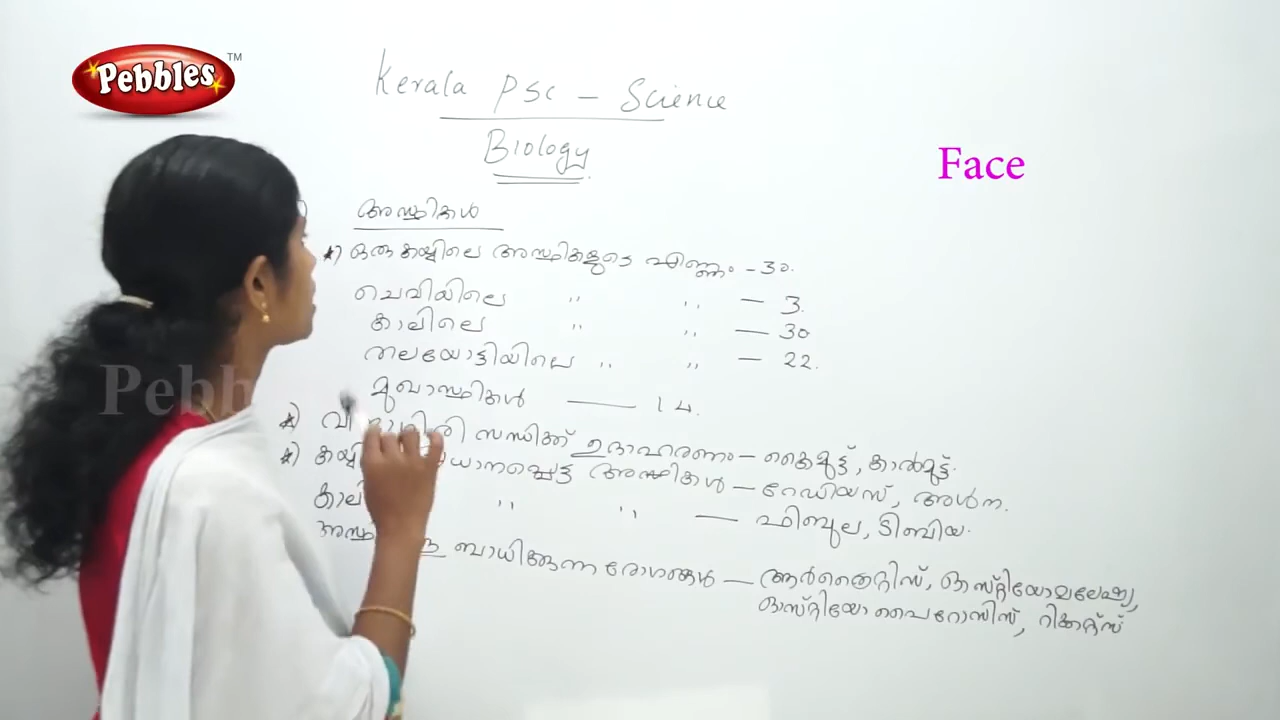 Pebbles TM
Kerala PSC - Science
Biology
Face
അസ്ഥികൾ
*) ഒരു കയ്യിലെ അസ്ഥികളുടെ എണ്ണം - 30.
ചെവിയിലെ " " - 3.
കാലിലെ " " - 30
തലയോട്ടിയിലെ " " - 22.
മുഖാസ്ഥികൾ - 14.
*) സന്ധിക്ക് ഉദാഹരണം - കൈമുട്ട്, കാൽമുട്ട്.
*) അസ്ഥികൾ - റേഡിയസ്, അൾന.
" " - ഫിബുല, ടിബിയ.
ബാധിക്കുന്ന രോഗങ്ങൾ - ആർത്രൈറ്റിസ്, ഓസ്റ്റിയോമലേഷ്യ,
ഓസ്റ്റിയോപൈറോസിസ്, റിക്കറ്റ്സ്